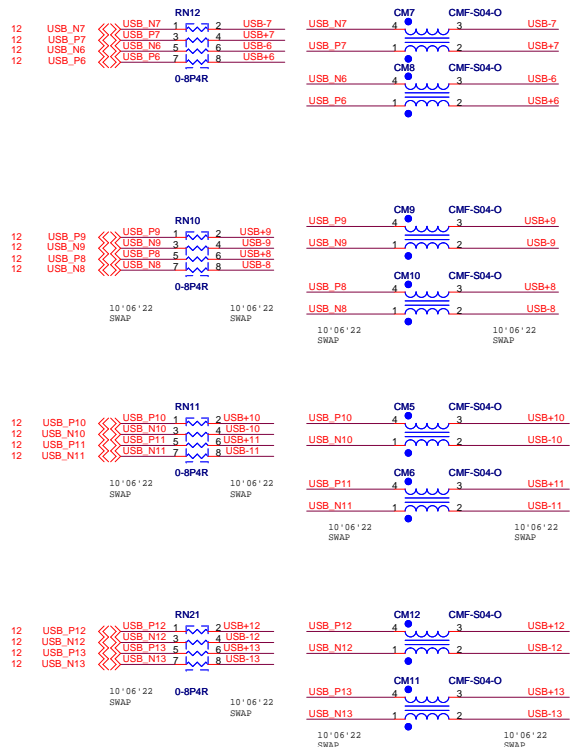 RN12
12 USB_N7 USB_N7 1 2 USB-7
12 USB_P7 USB_P7 3 4 USB+7
12 USB_N6 USB_N6 5 6 USB-6
12 USB_P6 USB_P6 7 8 USB+6
0-8P4R
CM7 CMF-S04-O
USB_N7 4 3 USB-7
USB_P7 1 2 USB+7
CM8 CMF-S04-O
USB_N6 4 3 USB-6
USB_P6 1 2 USB+6
RN10
12 USB_P9 USB_P9 1 2 USB+9
12 USB_N9 USB_N9 3 4 USB-9
12 USB_P8 USB_P8 5 6 USB+8
12 USB_N8 USB_N8 7 8 USB-8
0-8P4R
10'06'22 10'06'22
SWAP SWAP
CM9 CMF-S04-O
USB_P9 4 3 USB+9
USB_N9 1 2 USB-9
CM10 CMF-S04-O
USB_P8 4 3 USB+8
USB_N8 1 2 USB-8
10'06'22 10'06'22
SWAP SWAP
RN11
12 USB_P10 USB_P10 1 2 USB+10
12 USB_N10 USB_N10 3 4 USB-10
12 USB_P11 USB_P11 5 6 USB+11
12 USB_N11 USB_N11 7 8 USB-11
0-8P4R
10'06'22 10'06'22
SWAP SWAP
CM5 CMF-S04-O
USB_P10 4 3 USB+10
USB_N10 1 2 USB-10
CM6 CMF-S04-O
USB_P11 4 3 USB+11
USB_N11 1 2 USB-11
10'06'22 10'06'22
SWAP SWAP
RN21
12 USB_P12 USB_P12 1 2 USB+12
12 USB_N12 USB_N12 3 4 USB-12
12 USB_P13 USB_P13 5 6 USB+13
12 USB_N13 USB_N13 7 8 USB-13
10'06'22 0-8P4R 10'06'22
SWAP SWAP
CM12 CMF-S04-O
USB_P12 4 3 USB+12
USB_N12 1 2 USB-12
CM11 CMF-S04-O
USB_P13 4 3 USB+13
USB_N13 1 2 USB-13
10'06'22 10'06'22
SWAP SWAP